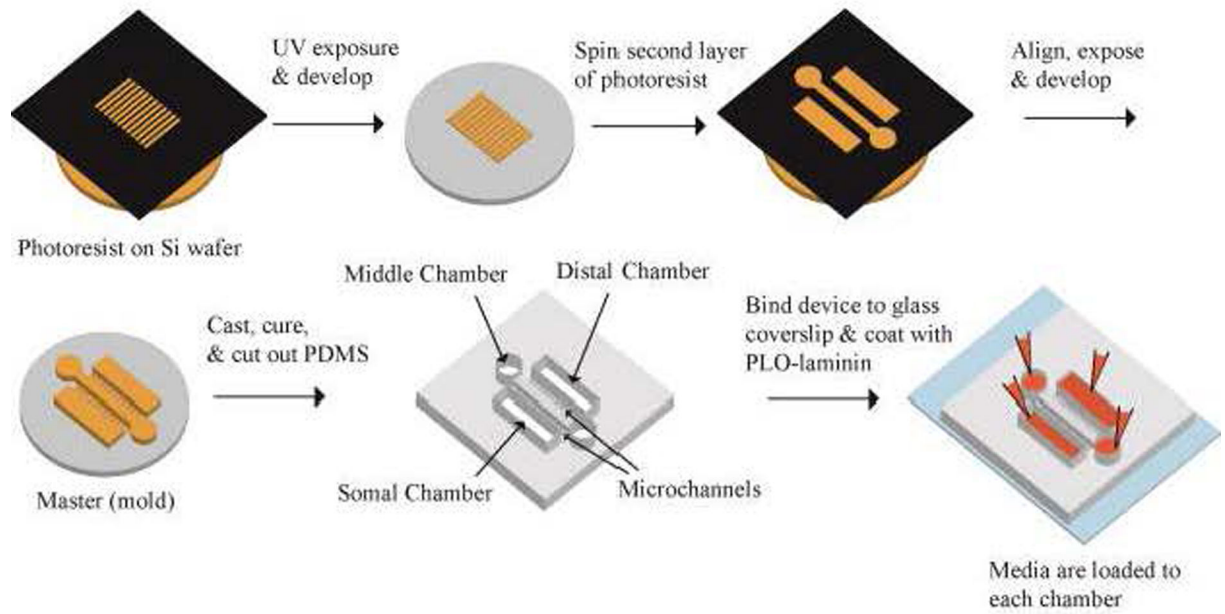 UV exposure
& develop
Spin second layer
of photoresist
Align, expose
& develop
Photoresist on Si wafer
Middle Chamber
Distal Chamber
Cast, cure,
& cut out PDMS
Bind device to glass
coverslip & coat with
PLO-laminin
Somal Chamber
Microchannels
Master (mold)
Media are loaded to
each chamber